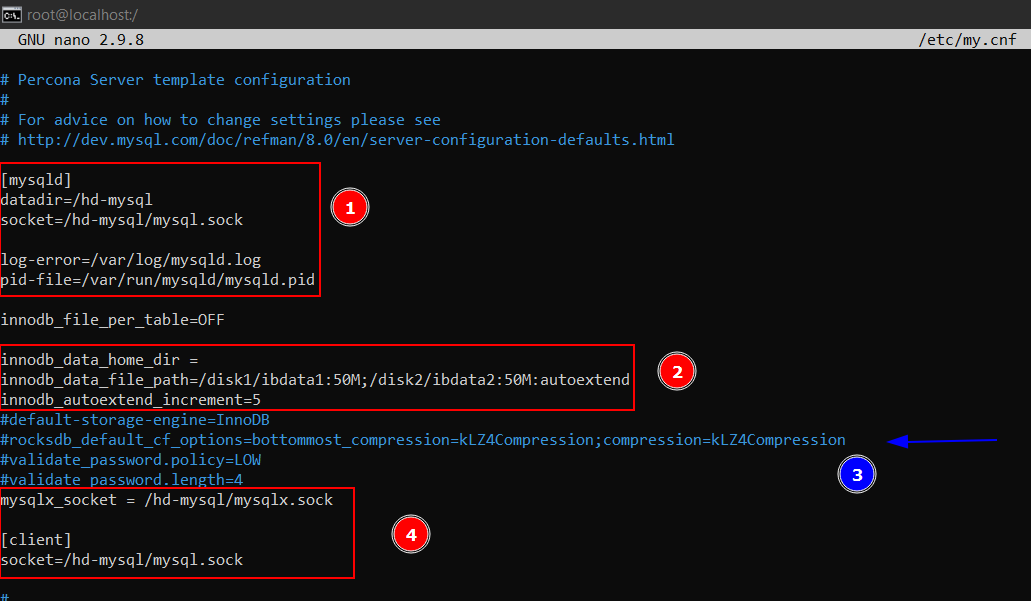 root@localhost:/
GNU nano 2.9.8 /etc/my.cnf
# Percona Server template configuration
#
# For advice on how to change settings please see
# http://dev.mysql.com/doc/refman/8.0/en/server-configuration-defaults.html
[mysqld]
datadir=/hd-mysql
socket=/hd-mysql/mysql.sock
1
log-error=/var/log/mysqld.log
pid-file=/var/run/mysqld/mysqld.pid
innodb_file_per_table=OFF
innodb_data_home_dir =
innodb_data_file_path=/disk1/ibdata1:50M;/disk2/ibdata2:50M:autoextend
2
innodb_autoextend_increment=5
#default-storage-engine=InnoDB
#rocksdb_default_cf_options=bottommost_compression=kLZ4Compression;compression=kLZ4Compression
#validate_password.policy=LOW
3
#validate_password.length=4
mysqlx_socket = /hd-mysql/mysqlx.sock
4
[client]
socket=/hd-mysql/mysql.sock
#